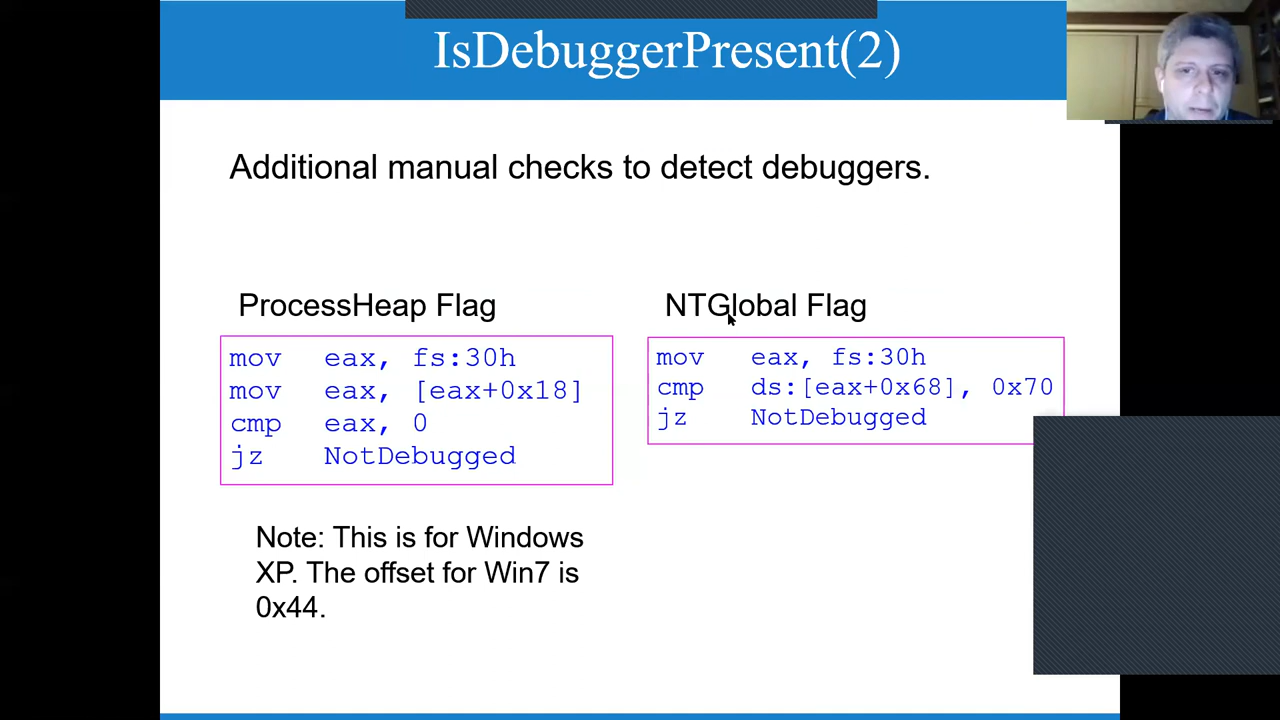 IsDebuggerPresent(2)
Additional manual checks to detect debuggers.
ProcessHeap Flag
mov eax, fs:30h
mov eax, [eax+0x18]
cmp eax, 0
jz NotDebugged
Note: This is for Windows
XP. The offset for Win7 is
0x44.
NTGlobal Flag
mov eax, fs:30h
cmp ds:[eax+0x68], 0x70
jz NotDebugged